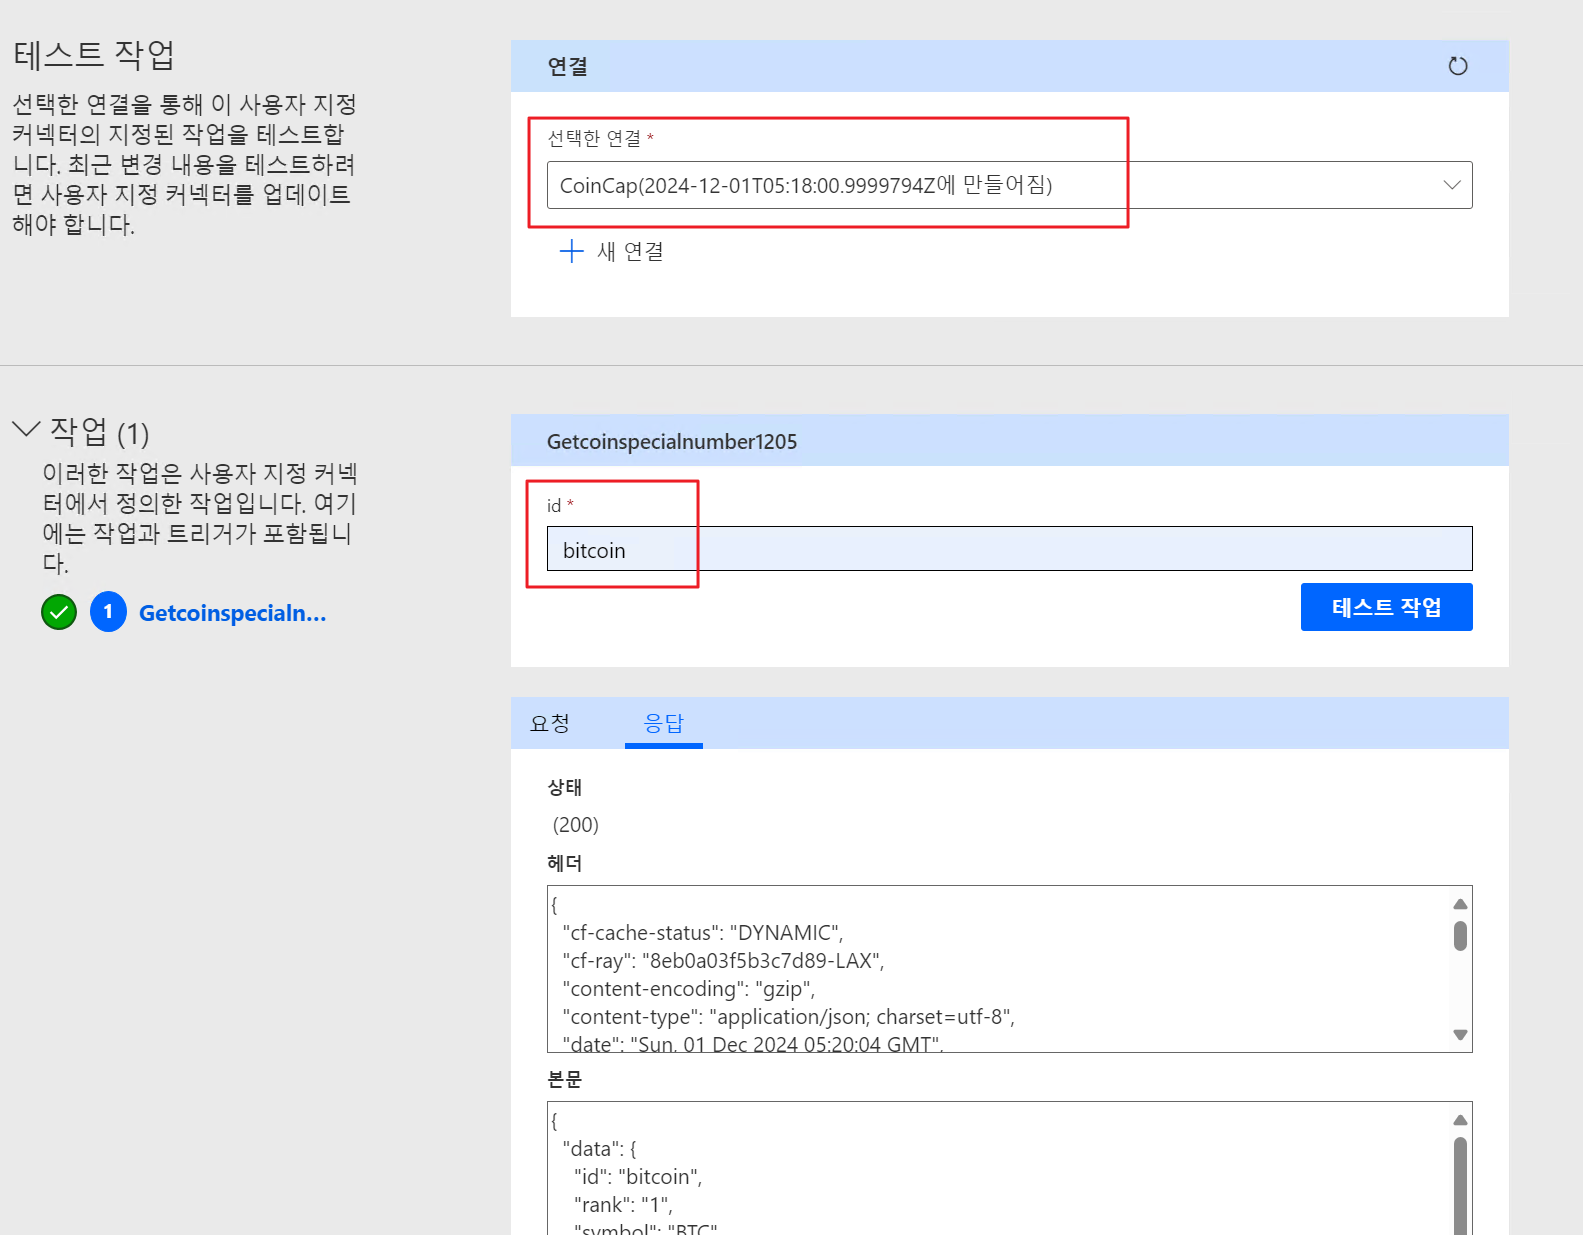 테스트 작업
선택한 연결을 통해 이 사용자 지정
커넥터의 지정된 작업을 테스트합
니다. 최근 변경 내용을 테스트하려
면 사용자 지정 커넥터를 업데이트
해야 합니다.
연결
선택한 연결 *
CoinCap(2024-12-01T05:18:00.9999794Z에 만들어짐)
새 연결
작업 (1)
이러한 작업은 사용자 지정 커넥
터에서 정의한 작업입니다. 여기
에는 작업과 트리거가 포함됩니
다.
1 Getcoinspecialn...
Getcoinspecialnumber1205
id *
bitcoin
테스트 작업
요청 응답
상태
(200)
헤더
{
"cf-cache-status": "DYNAMIC",
"cf-ray": "8eb0a03f5b3c7d89-LAX",
"content-encoding": "gzip",
"content-type": "application/json; charset=utf-8",
"date": "Sun, 01 Dec 2024 05:20:04 GMT",
본문
{
"data": {
"id": "bitcoin",
"rank": "1",
"symbol": "BTC"